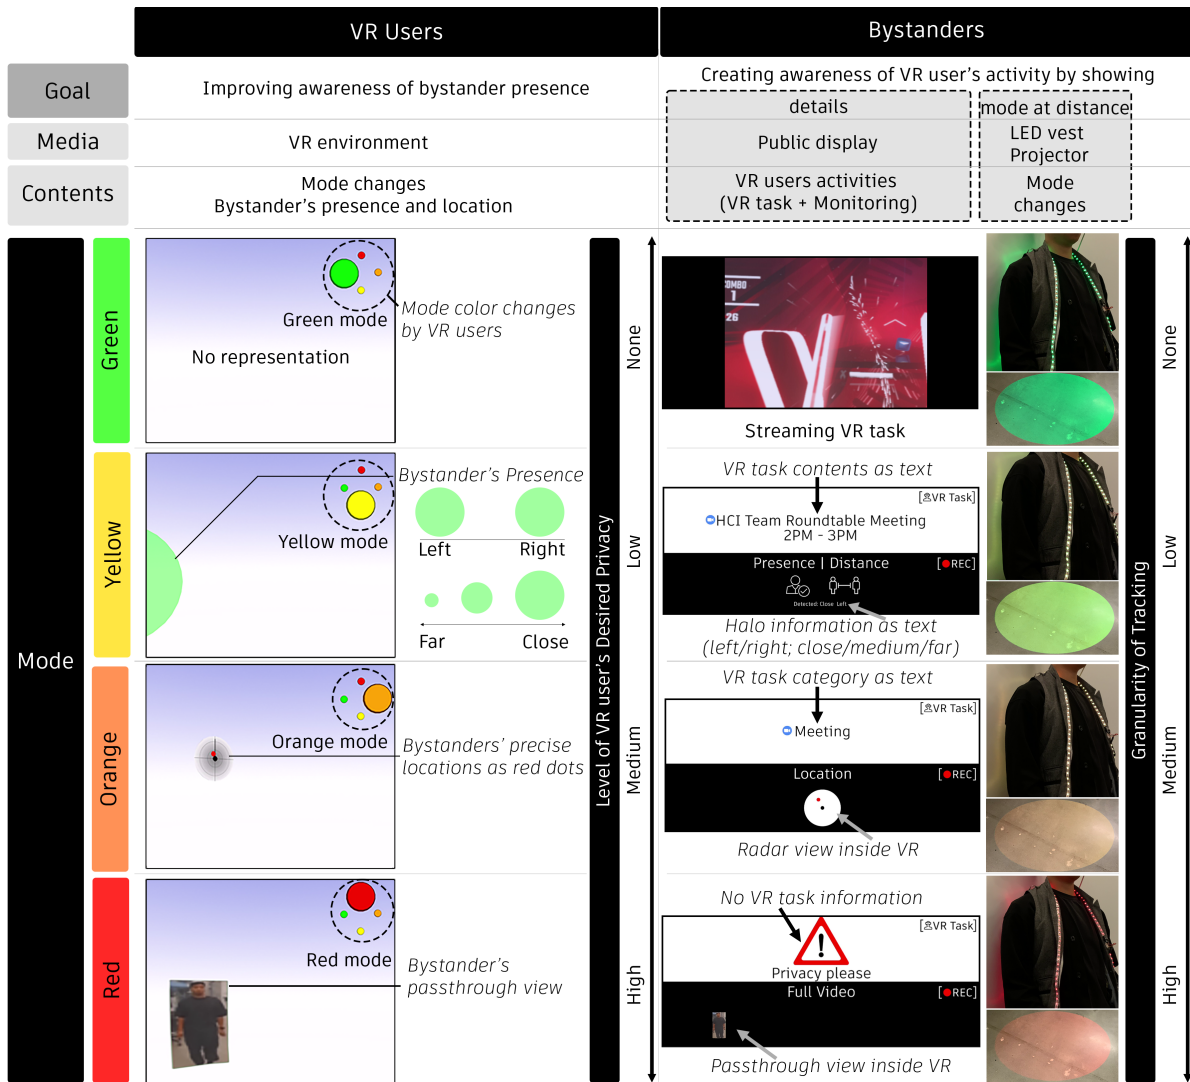 VR Users
Bystanders
Goal
Improving awareness of bystander presence
Creating awareness of VR user's activity by showing
details
mode at distance
Media
VR environment
Public display
LED vest
Projector
Contents
Mode changes
Bystander's presence and location
VR users activities
(VR task + Monitoring)
Mode
changes
Mode
Green
Green mode
No representation
Mode color changes
by VR users
Level of VR user's Desired Privacy
None
COMBO
1
26
Streaming VR task
Granularity of Tracking
None
Yellow
Yellow mode
Bystander's Presence
Left
Right
Far
Close
Low
VR task contents as text
[VR Task]
HCI Team Roundtable Meeting
2PM - 3PM
Presence | Distance
[REC]
Detected: Close Left
Halo information as text
(left/right; close/medium/far)
Low
Orange
Orange mode
Bystanders' precise
locations as red dots
Medium
VR task category as text
[VR Task]
Meeting
Location
[REC]
Radar view inside VR
Medium
Red
Red mode
Bystander's
passthrough view
High
No VR task information
[VR Task]
!
Privacy please
Full Video
[REC]
Passthrough view inside VR
High